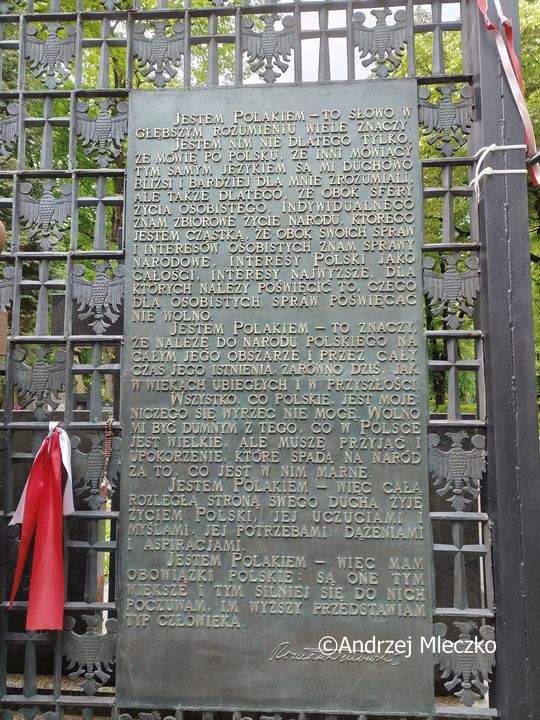 Jestem Polakiem – to słowo w
głębszym rozumieniu wiele znaczy.
Jestem nim nie dlatego tylko,
że mówię po polsku, że inni mówiący
tym samym językiem są mi duchowo
bliżsi i bardziej dla mnie zrozumiali,
ale także dlatego, że obok sfery
życia osobistego, indywidualnego
znam zbiorowe życie narodu, którego
jestem cząstką, że obok swoich spraw
i interesów osobistych znam sprawy
narodowe, interesy Polski jako
całości, interesy najwyższe, dla
których należy poświęcić to, czego
dla osobistych spraw poświęcać
nie wolno.
Jestem Polakiem – to znaczy,
że należę do narodu polskiego na
całym jego obszarze i przez cały
czas jego istnienia, zarówno dziś, jak
w wiekach ubiegłych i w przyszłości.
Wszystko, co polskie, jest moje:
niczego się wyrzec nie mogę. Wolno
mi być dumnym z tego, co w Polsce
jest wielkie, ale muszę przyjąć i
upokorzenie, które spada na naród
za to, co jest w nim marne.
Jestem Polakiem – więc całą
rozległą stroną swego ducha żyję
życiem Polski, jej uczuciami i
myślami, jej potrzebami, dążeniami
i aspiracjami.
Jestem Polakiem – więc mam
obowiązki polskie: są one tym
większe i tym silniej się do nich
poczuwam, im wyższy przedstawiam
typ człowieka.
Roman Dmowski
©Andrzej Mleczko